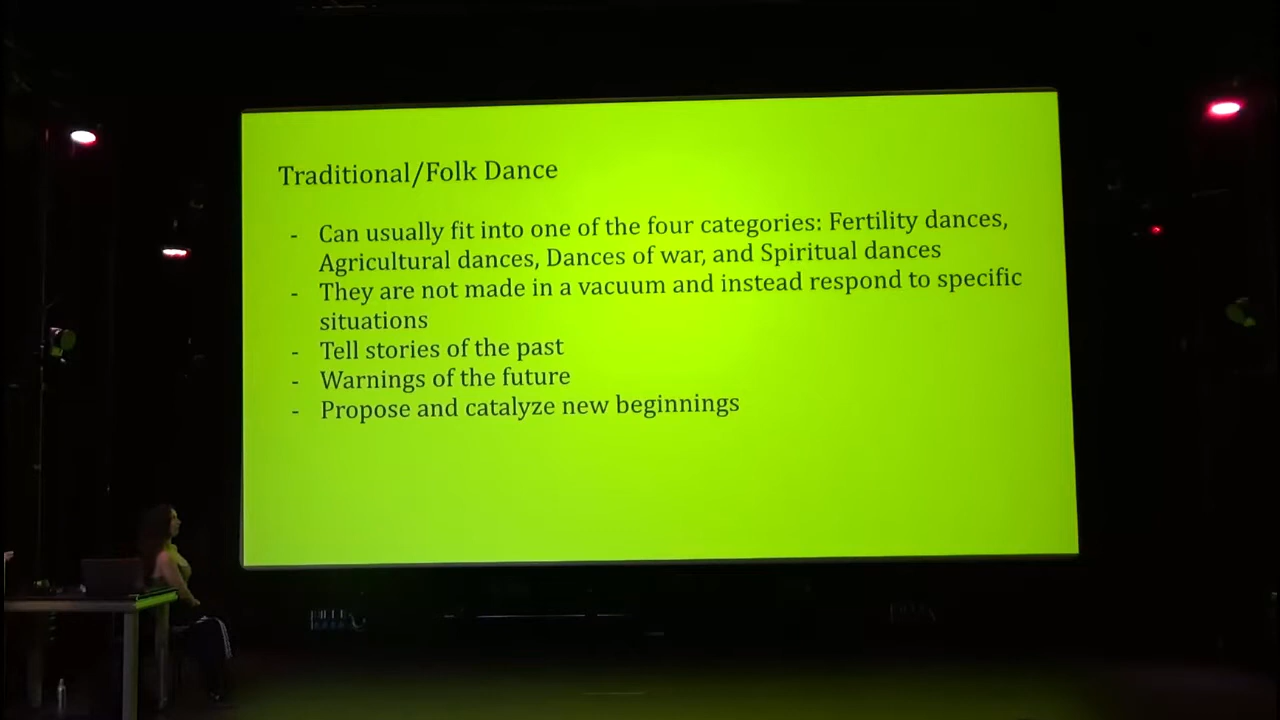 Traditional/Folk Dance
- Can usually fit into one of the four categories: Fertility dances,
Agricultural dances, Dances of war, and Spiritual dances
- They are not made in a vacuum and instead respond to specific
situations
- Tell stories of the past
- Warnings of the future
- Propose and catalyze new beginnings